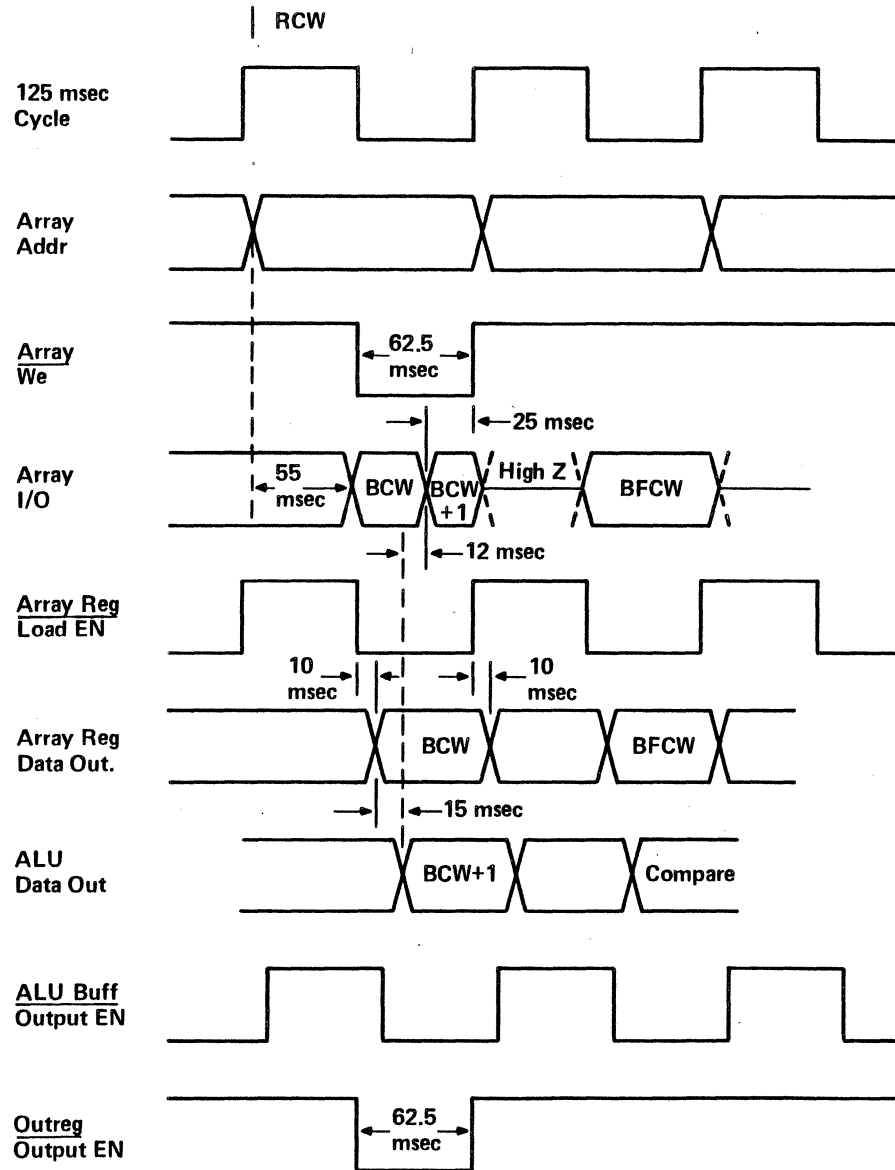 RCW
125 msec
Cycle
Array
Addr
Array
We
62.5
msec
25 msec
Array
I/O
55
msec
BCW
BCW
+1
High Z
BFCW
12 msec
Array Reg
Load EN
10
msec
10
msec
Array Reg
Data Out.
BCW
BFCW
15 msec
ALU
Data Out
BCW+1
Compare
ALU Buff
Output EN
Outreg
Output EN
62.5
msec